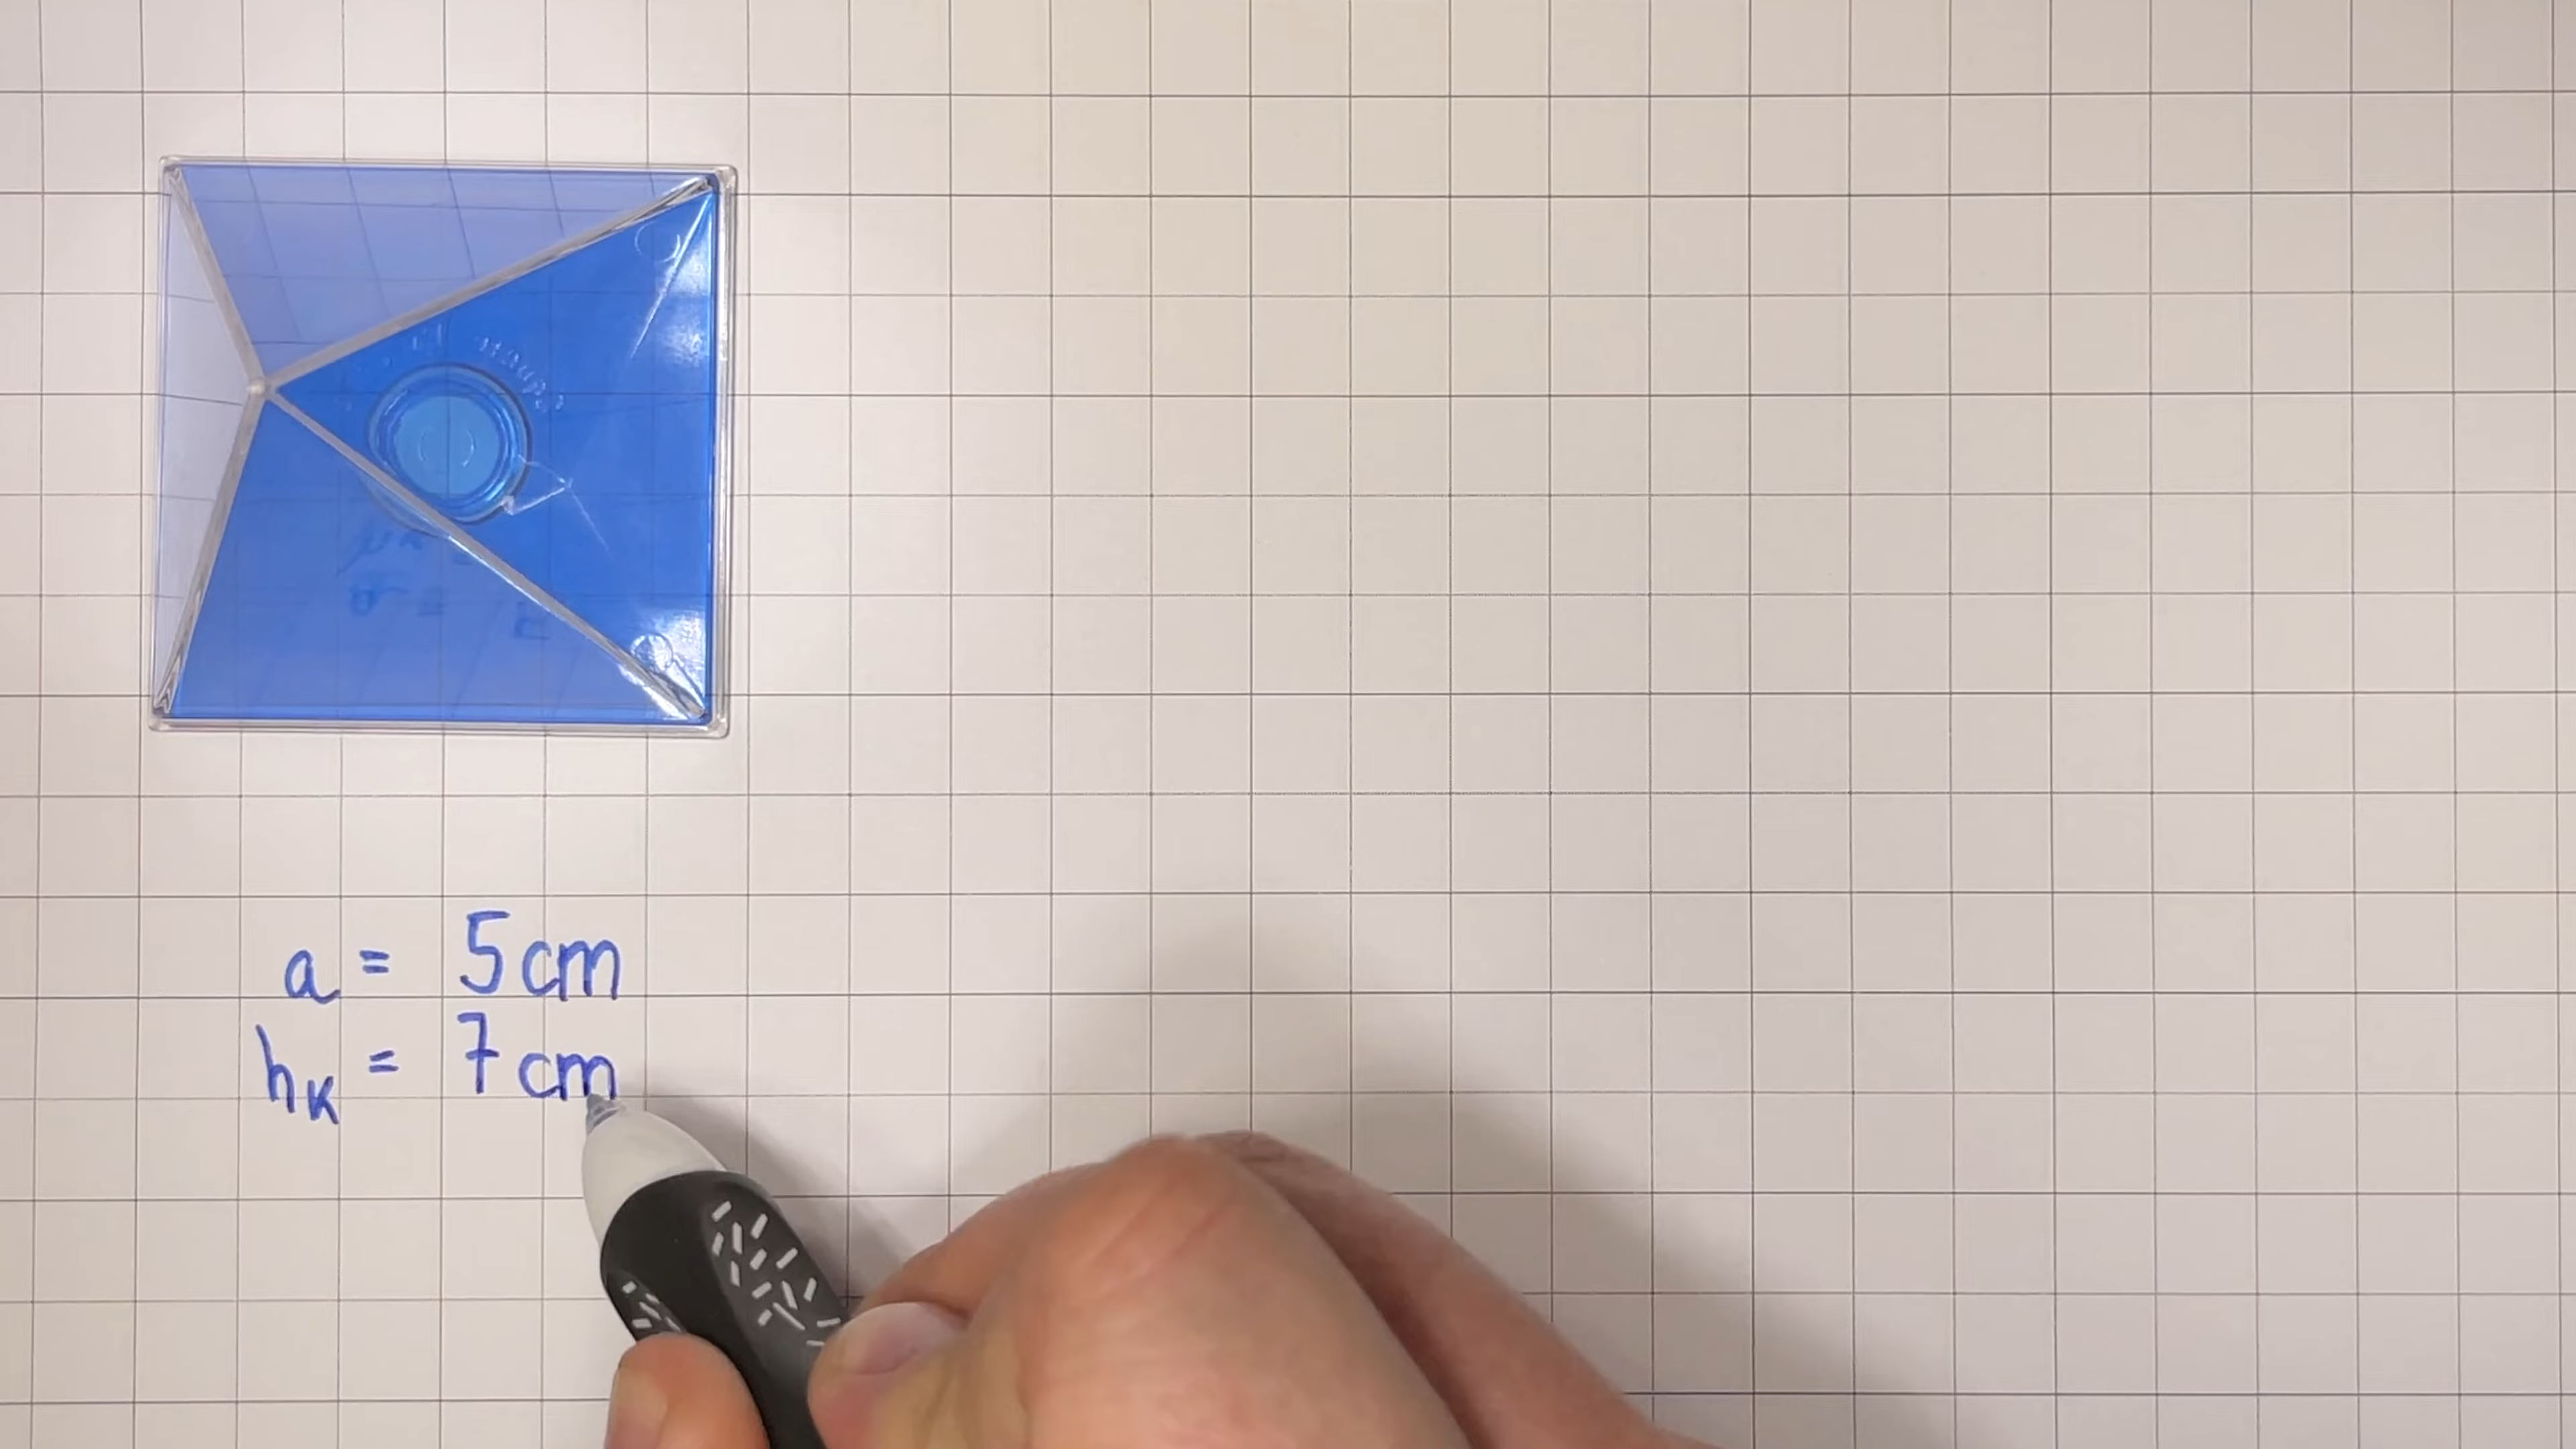 a = 5 cm
hK = 7 cm